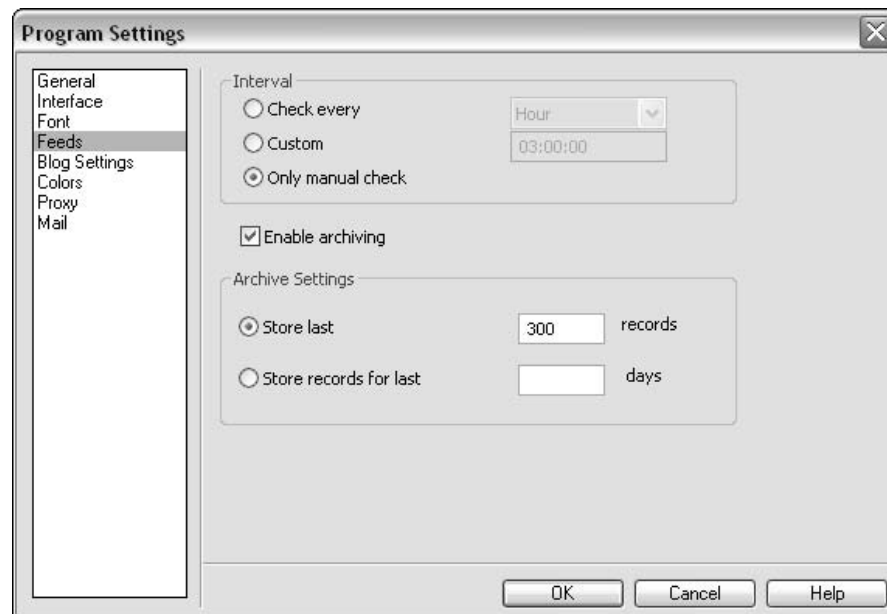 Program Settings
General
Interface
Font
Feeds
Blog Settings
Colors
Proxy
Mail
Interval
Check every Hour
Custom 03:00:00
Only manual check
Enable archiving
Archive Settings
Store last 300 records
Store records for last days
OK Cancel Help